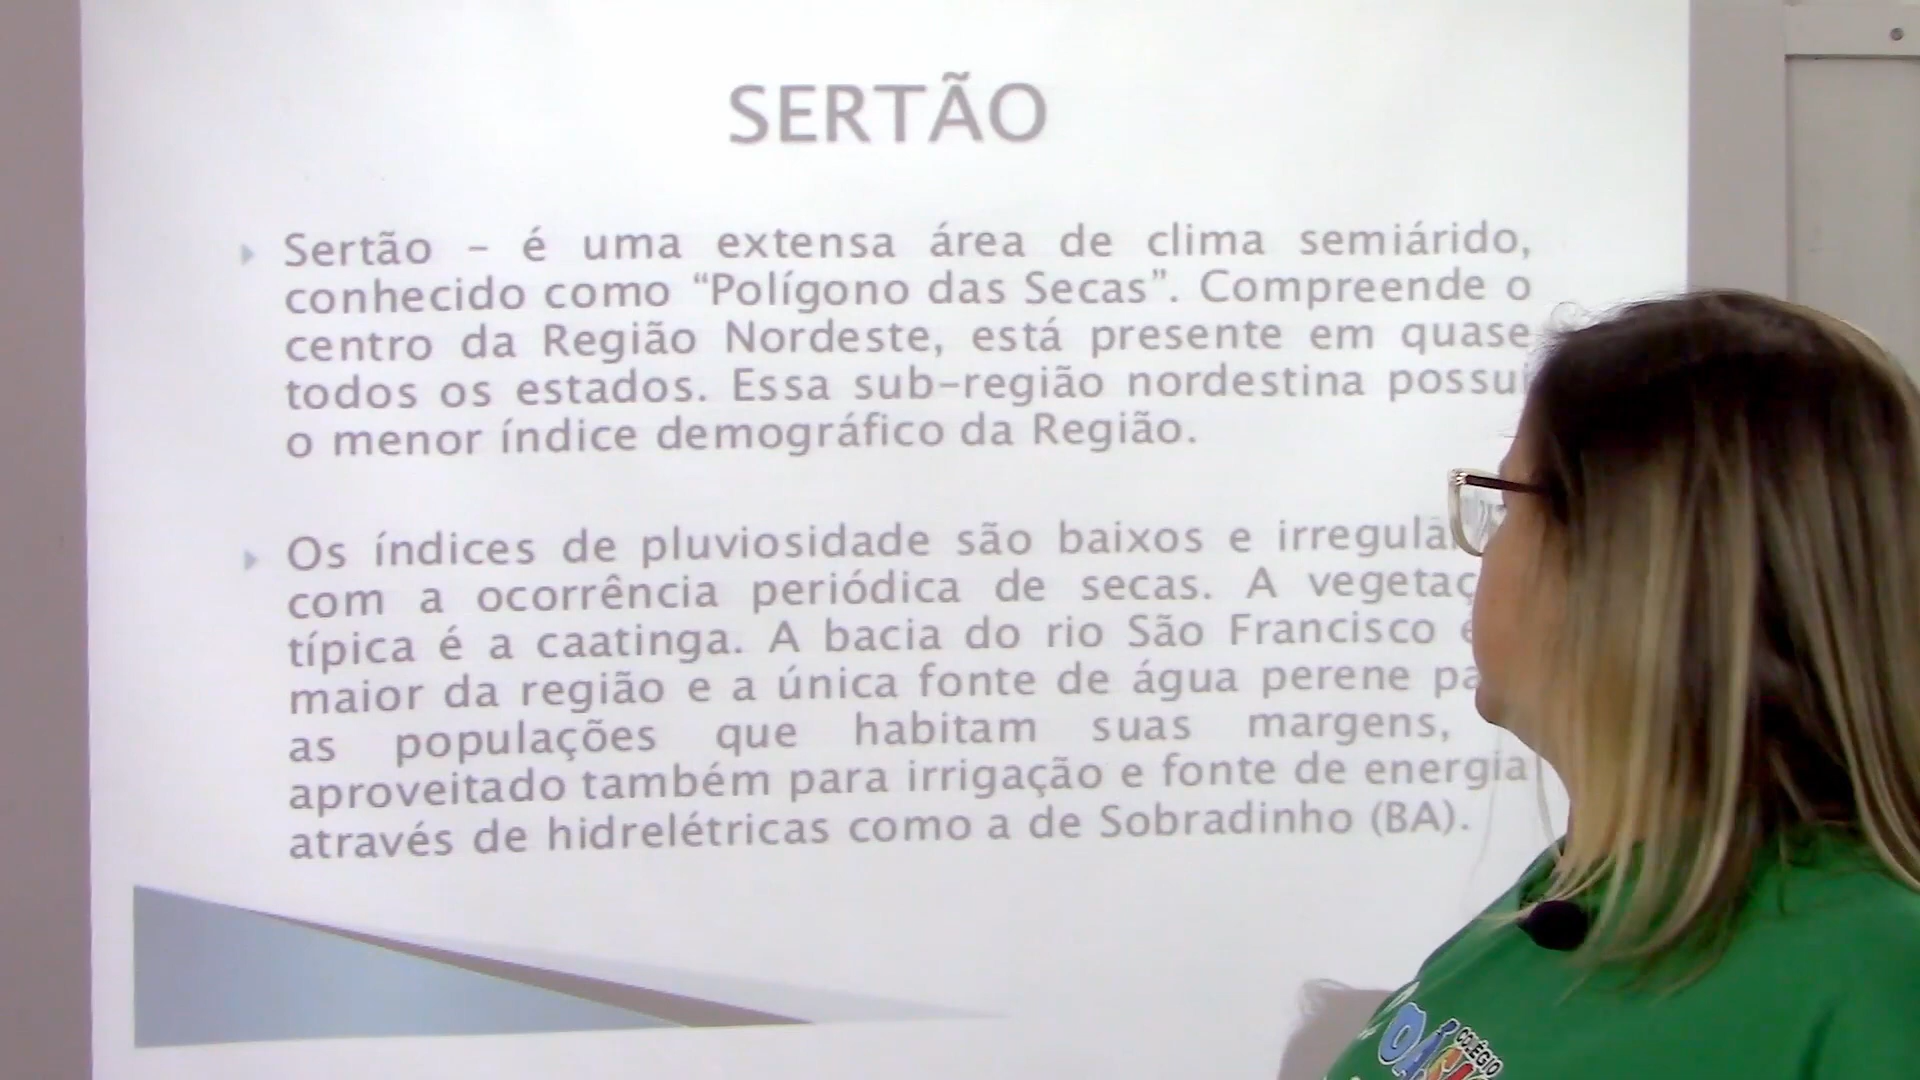 SERTÃO
Sertão – é uma extensa área de clima semiárido,
conhecido como “Polígono das Secas”. Compreende o
centro da Região Nordeste, está presente em quase
todos os estados. Essa sub-região nordestina possui
o menor índice demográfico da Região.
Os índices de pluviosidade são baixos e
com a ocorrência periódica de secas. A
típica é a caatinga. A bacia do rio São Francisco
maior da região e a única fonte de água perene
as populações que habitam suas margens,
aproveitado também para irrigação e fonte de energia
através de hidrelétricas como a de Sobradinho (BA).
COLÉGIO